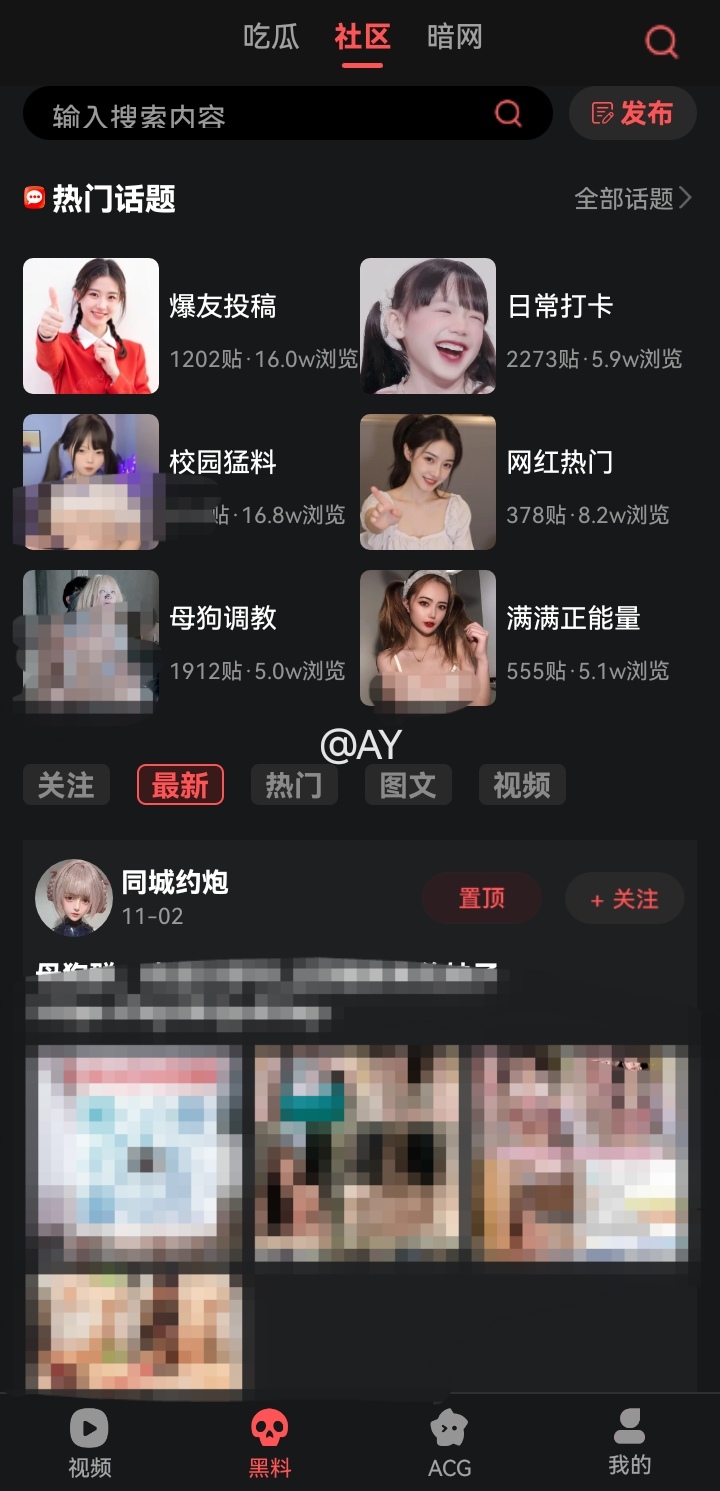 吃瓜 社区 暗网
输入搜索内容 发布
热门话题 全部话题
爆友投稿 日常打卡
1202贴·16.0w浏览 2273贴·5.9w浏览
校园猛料 网红热门
贴·16.8w浏览 378贴·8.2w浏览
母狗调教 满满正能量
1912贴·5.0w浏览 555贴·5.1w浏览
@AY
关注 最新 热门 图文 视频
同城约炮 置顶 + 关注
11-02
视频 黑料 ACG 我的